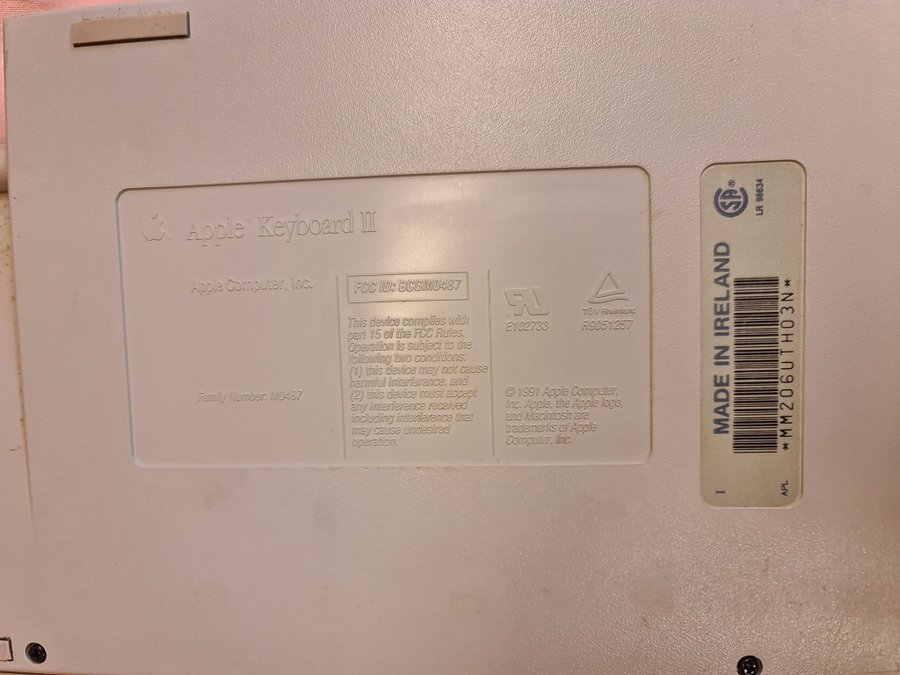 Apple™ Keyboard II
Apple Computer, Inc.
Family Number: M0487
FCC ID: BCGM0487
This device complies with
part 15 of the FCC Rules.
Operation is subject to the
following two conditions:
(1) this device may not cause
harmful interference, and
(2) this device must accept
any interference received
including interference that
may cause undesired
operation.
E102733
TÜV Rheinland
R9051257
© 1991 Apple Computer,
Inc. Apple, the Apple logo,
and Macintosh are
trademarks of Apple
Computer, Inc.
SA®
LR 98634
MADE IN IRELAND
*MM206UTH03N*
I
APL